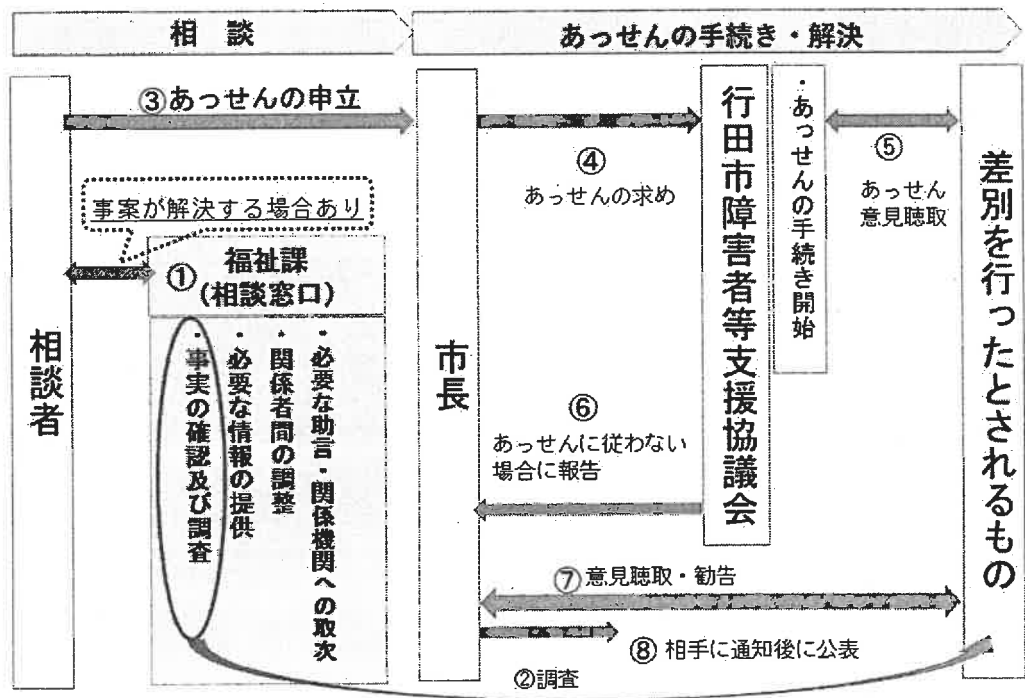 相 談
あっせんの手続き・解決
③あっせんの申立
事案が解決する場合あり
相談者
①
福祉課
(相談窓口)
・必要な助言・関係機関への取次
・関係者間の調整
・必要な情報の提供
・事実の確認及び調査
市長
④
あっせんの求め
行田市障害者等支援協議会
・あっせんの手続き開始
⑤
あっせん
意見聴取
差別を行ったとされるもの
⑥
あっせんに従わない
場合に報告
⑦意見聴取・勧告
⑧ 相手に通知後に公表
②調査